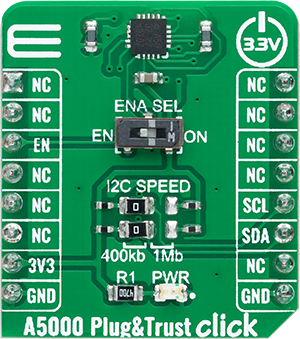 3.3V
NC NC
NC NC
ENA SEL
EN EN ON NC
NC NC
I2C SPEED
NC SCL
NC SDA
400kb 1Mb
3V3 NC
R1 PWR
GND 4700 GND
A5000 Plug&Trust click